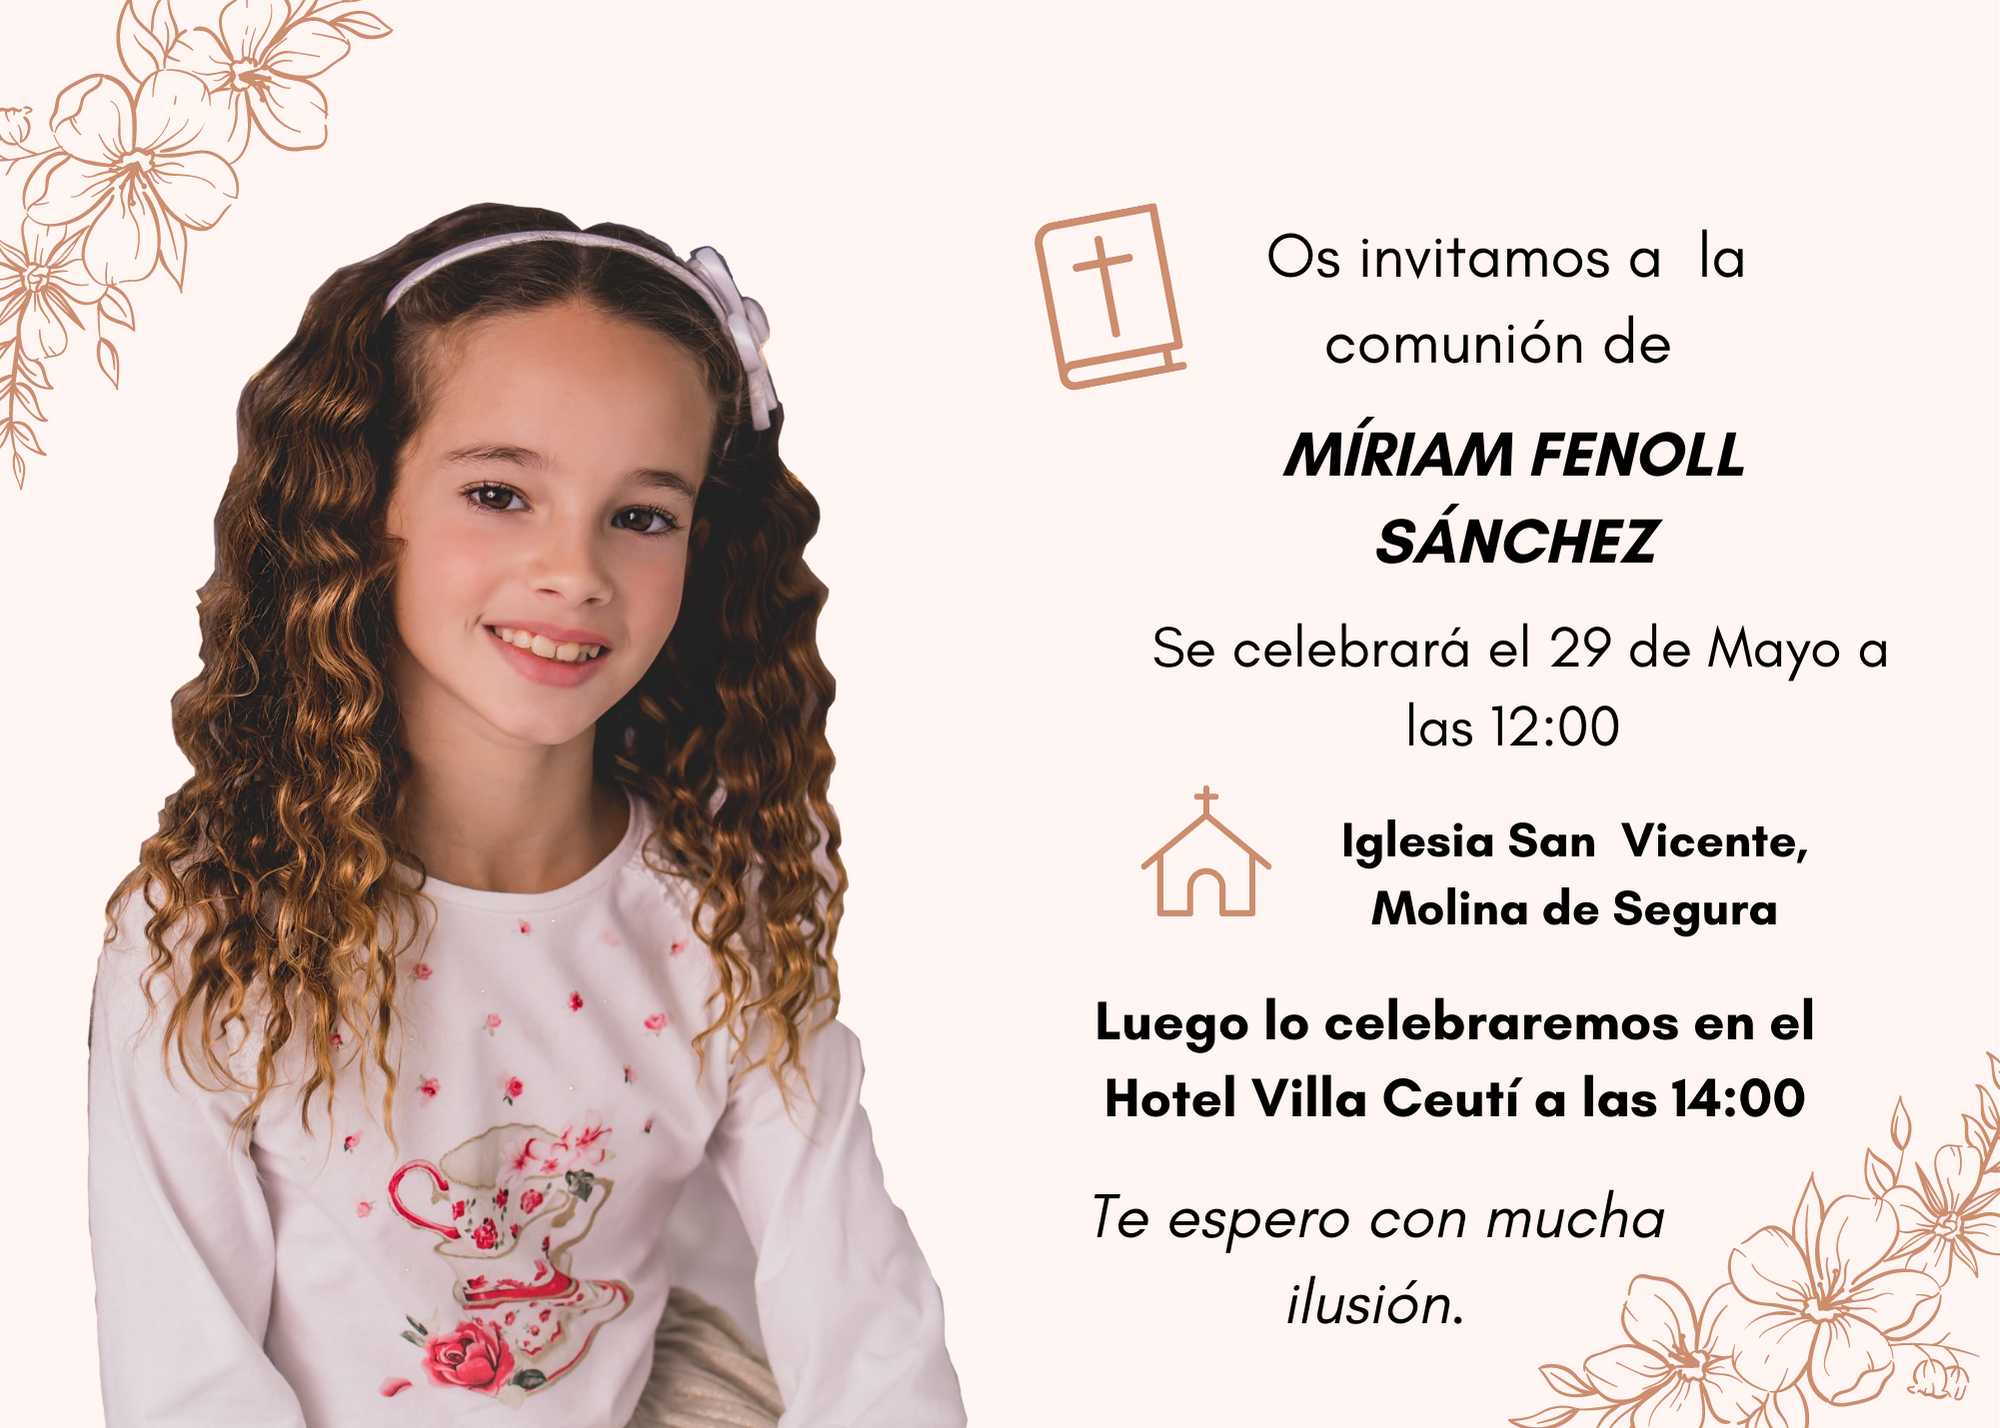 Os invitamos a la
comunión de
MÍRIAM FENOLL
SÁNCHEZ
Se celebrará el 29 de Mayo a
las 12:00
Iglesia San Vicente,
Molina de Segura
Luego lo celebraremos en el
Hotel Villa Ceutí a las 14:00
Te espero con mucha
ilusión.